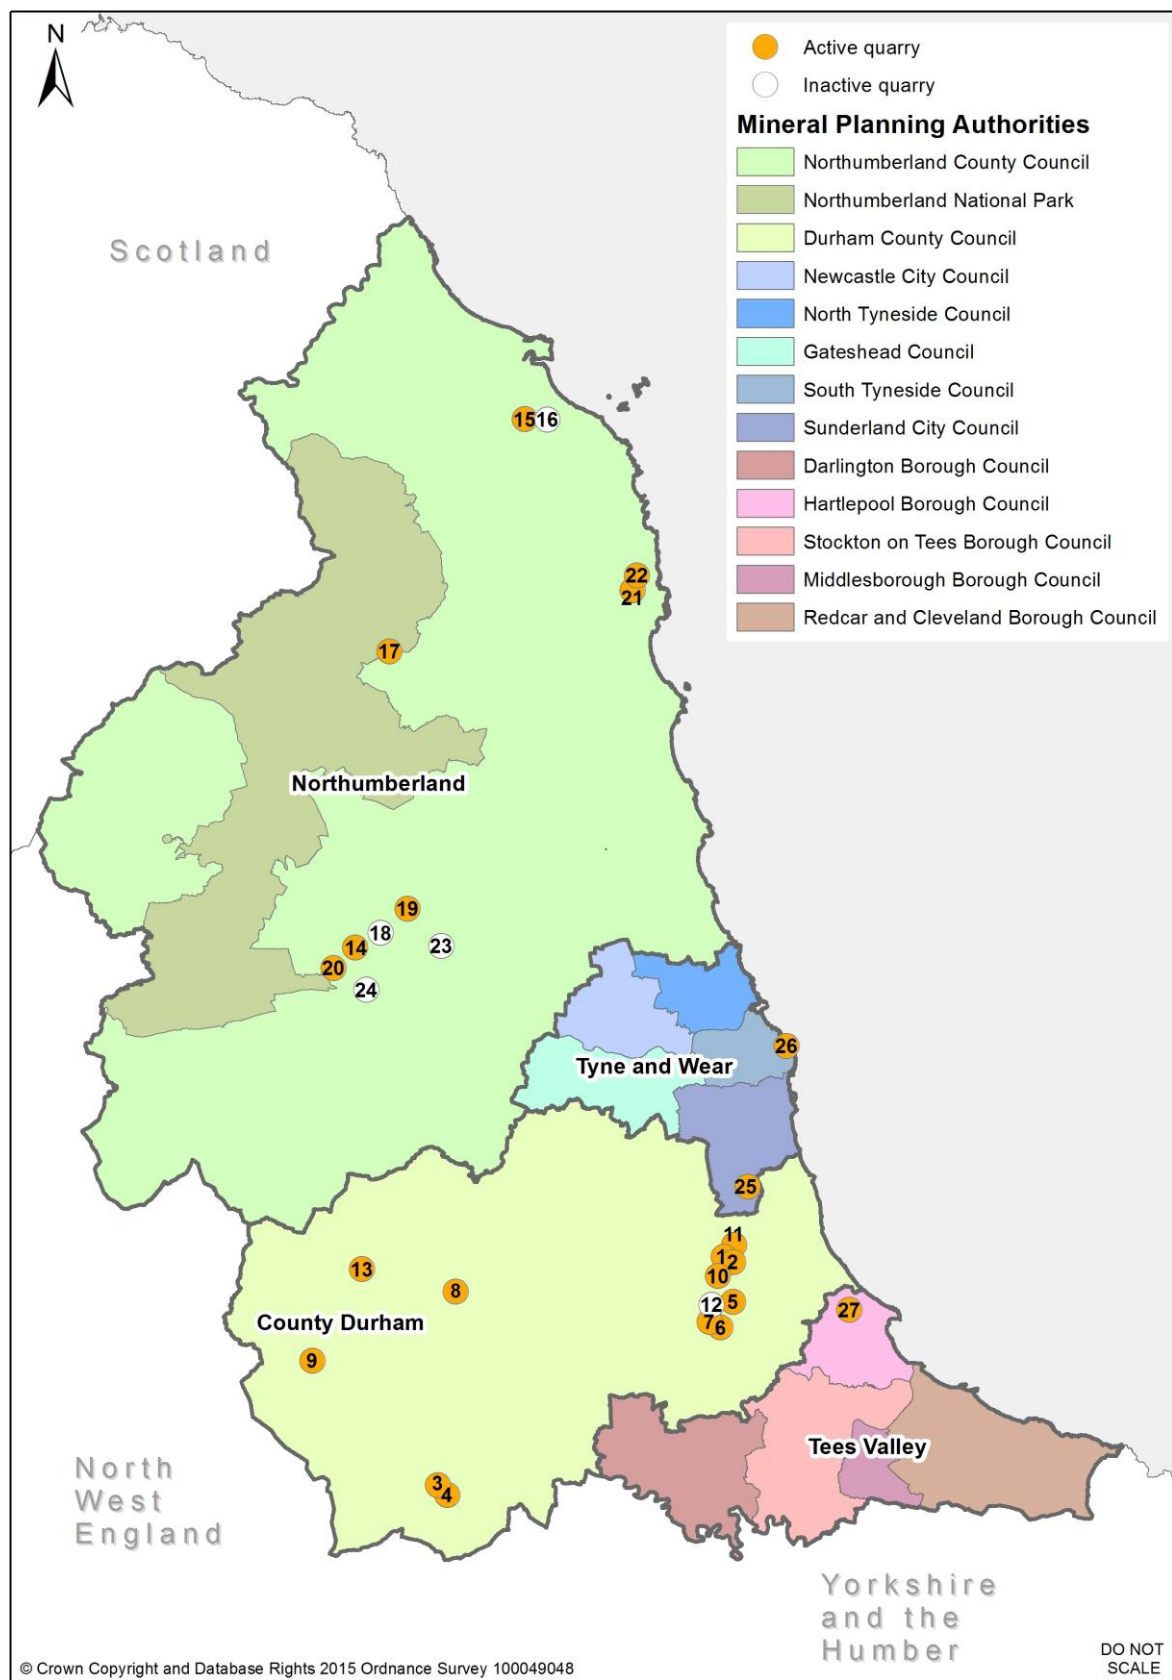 N
Active quarry
Inactive quarry
Mineral Planning Authorities
Northumberland County Council
Northumberland National Park
Durham County Council
Newcastle City Council
North Tyneside Council
Gateshead Council
South Tyneside Council
Sunderland City Council
Darlington Borough Council
Hartlepool Borough Council
Stockton on Tees Borough Council
Middlesborough Borough Council
Redcar and Cleveland Borough Council
Scotland
15 16
22
21
17
Northumberland
19
18
23
14
20
24
26
Tyne and Wear
25
11
1
2
13
10
8
12 5
27
County Durham
7 6
9
Tees Valley
North
West
England
3
4
Yorkshire
and the
Humber
DO NOT
SCALE
© Crown Copyright and Database Rights 2015 Ordnance Survey 100049048